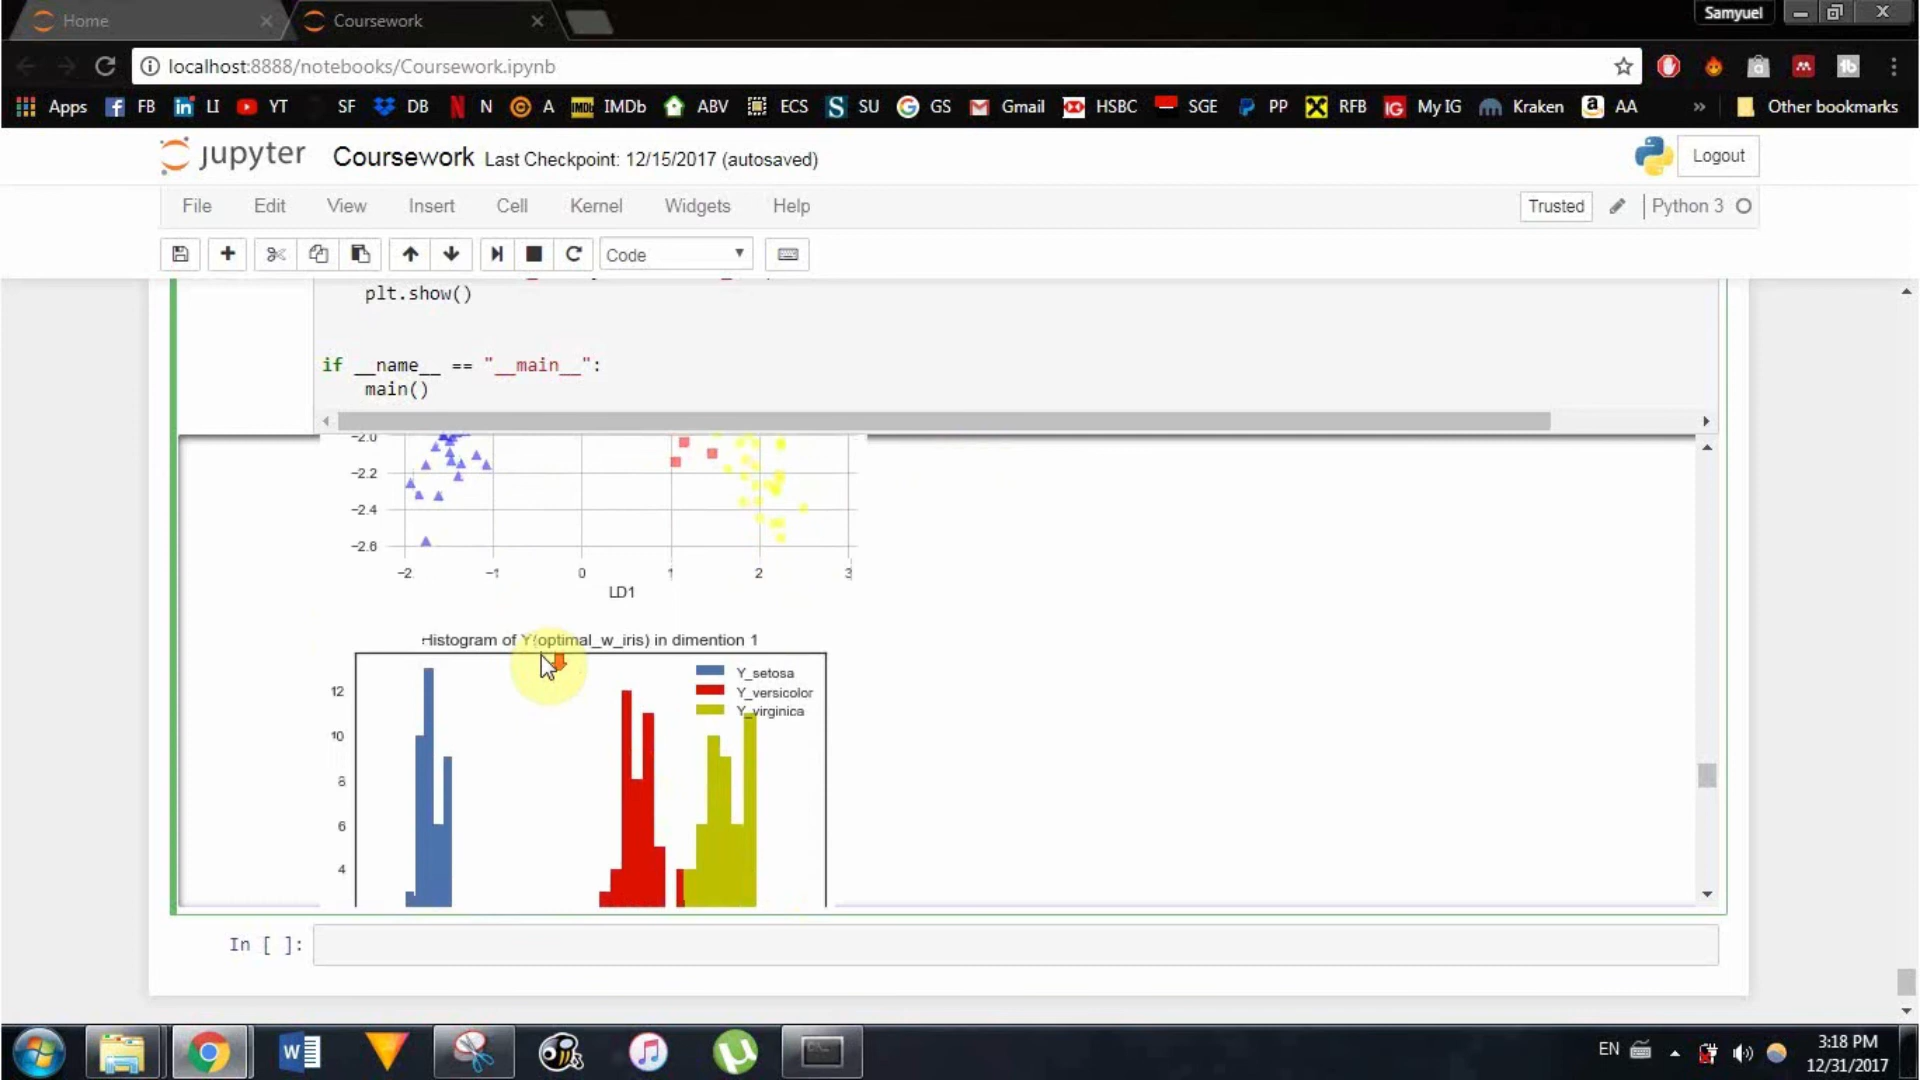 Home
Coursework
Samyuel
localhost:8888/notebooks/Coursework.ipynb
Apps FB LI YT SF DB N A IMDb ABV ECS SU GS Gmail HSBC SGE PP RFB My IG Kraken AA » Other bookmarks
jupyter Coursework Last Checkpoint: 12/15/2017 (autosaved)
Logout
File Edit View Insert Cell Kernel Widgets Help
Trusted Python 3
Code
plt.show()
if __name__ == "__main__":
main()
−2.0
−2.2
−2.4
−2.6
−2 −1 0 1 2 3
LD1
Histogram of Y(optimal_w_iris) in dimention 1
Y_setosa
Y_versicolor
Y_virginica
12
10
8
6
4
In [ ]:
EN
3:18 PM
12/31/2017